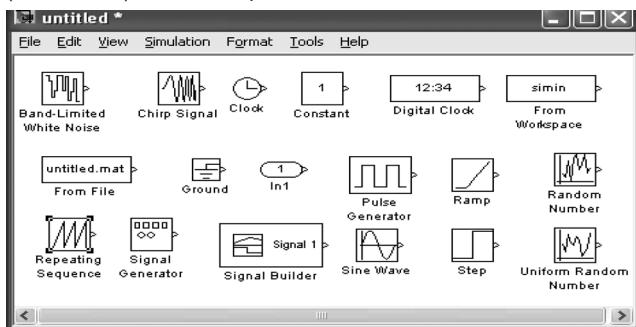 untitled *
File Edit View Simulation Format Tools Help
1
12:34
simin
Band-Limited
White Noise
Chirp Signal
Clock
Constant
Digital Clock
From
Workspace
untitled.mat
1
From File
Ground
In1
Pulse
Generator
Ramp
Random
Number
Signal 1
Repeating
Sequence
Signal
Generator
Signal Builder
Sine Wave
Step
Uniform Random
Number